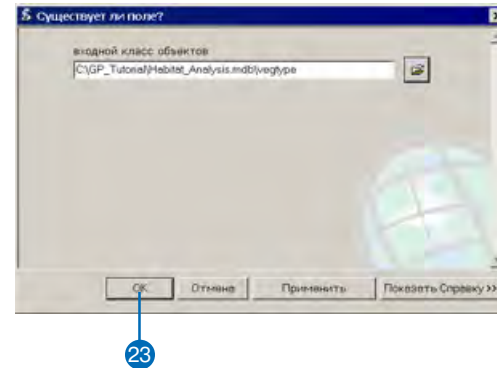 Существует ли поле?
входной класс объектов
C:\GP_Tutorial\Habitat_Analysis.mdb\vegtype
OK
Отмена
Применить
Показать Справку >>
23